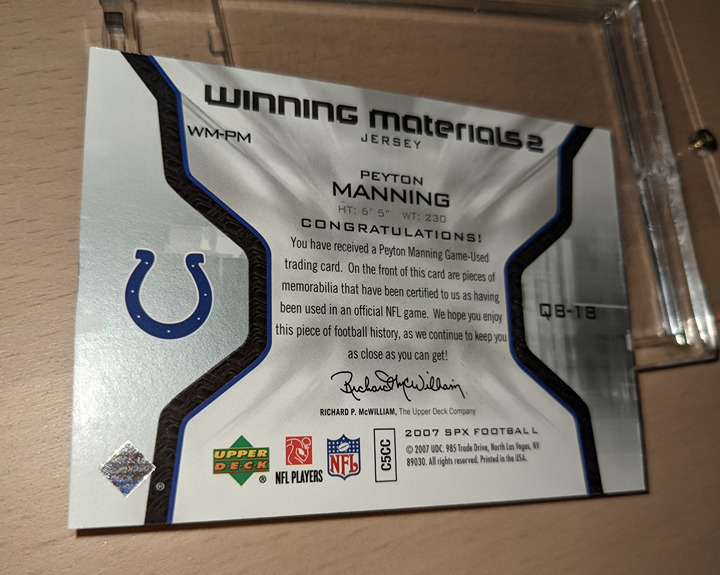 WINNING MATERIALS 2
JERSEY
WM-PM
PEYTON
MANNING
HT: 6' 5" WT: 230
CONGRATULATIONS!
You have received a Peyton Manning Game-Used
trading card. On the front of this card are pieces of
memorabilia that have been certified to us as having
been used in an official NFL game. We hope you enjoy
this piece of football history, as we continue to keep you
as close as you can get!
QB-18
Richard McWilliam
RICHARD P. McWILLIAM, The Upper Deck Company
UPPER
DECK
®
NFL PLAYERS
NFL
C5CC
2007 SPX FOOTBALL
© 2007 UDC. 985 Trade Drive, North Las Vegas, NV
89030. All rights reserved. Printed in the USA.
®